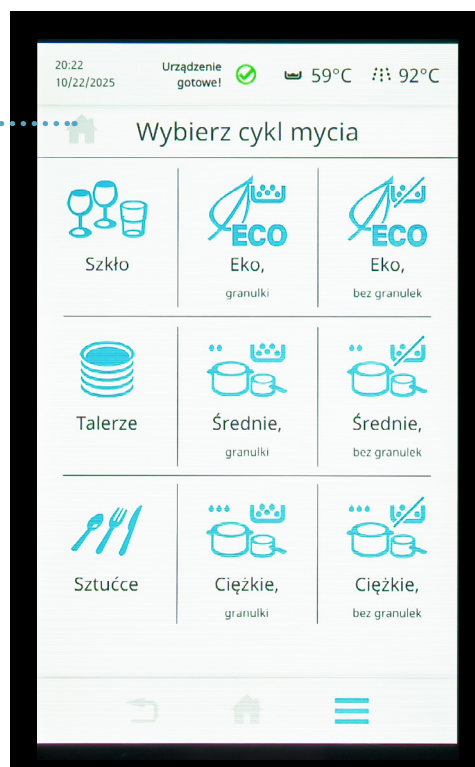 20:22
10/22/2025
Urządzenie
gotowe!
59°C
92°C
Wybierz cykl mycia
ECO
ECO
Szkło
Eko,
granulki
Eko,
bez granulek
Talerze
Średnie,
granulki
Średnie,
bez granulek
Sztućce
Ciężkie,
granulki
Ciężkie,
bez granulek